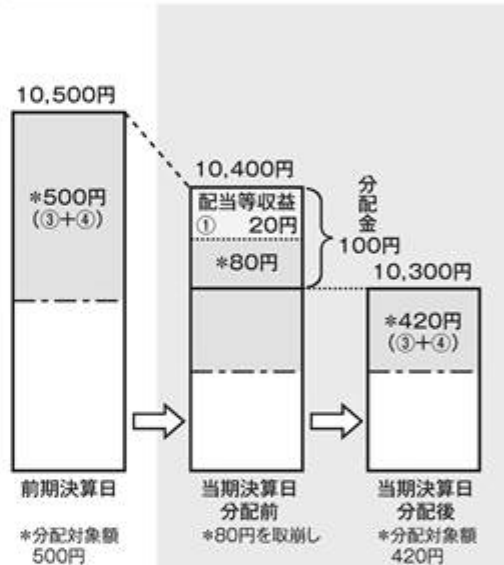 10,500円
*500円
(③+④)
前期決算日
*分配対象額
500円
10,400円
配当等収益
① 20円
*80円
分配金
100円
当期決算日
分配前
*80円を取崩し
10,300円
*420円
(③+④)
当期決算日
分配後
*分配対象額
420円